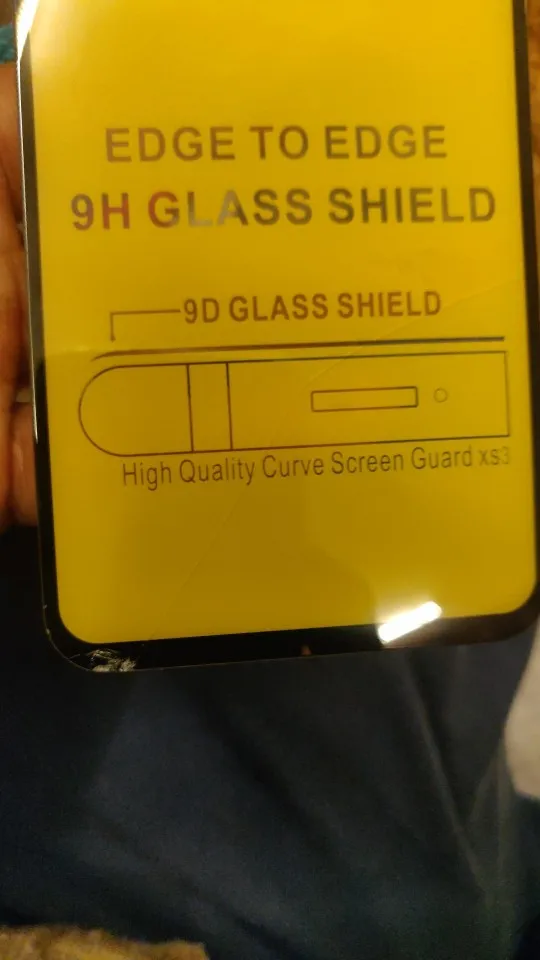 EDGE TO EDGE
9H GLASS SHIELD
9D GLASS SHIELD
High Quality Curve Screen Guard xs3